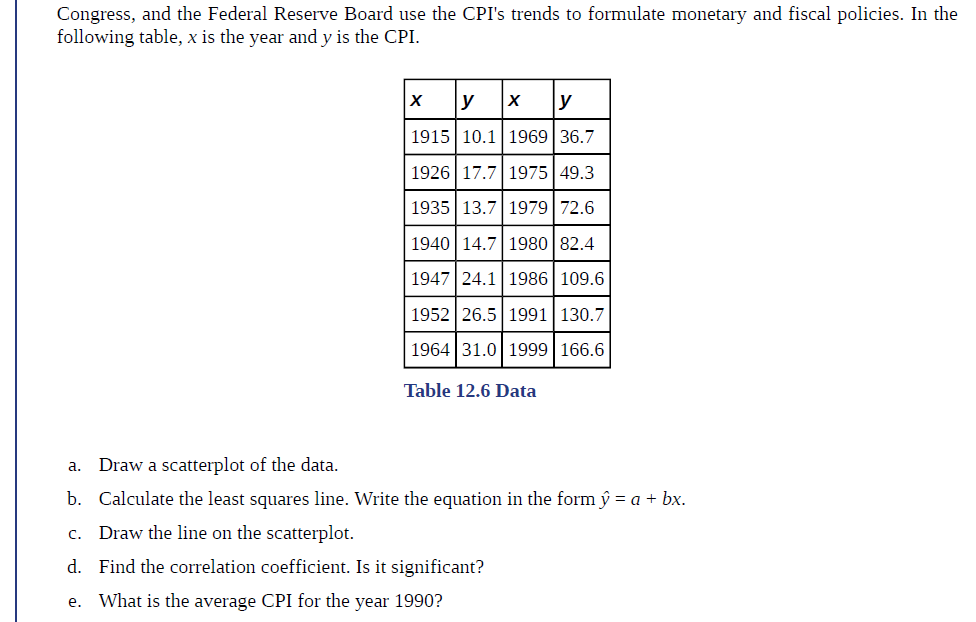 Congress, and the Federal Reserve Board use the CPI's trends to formulate monetary and fiscal policies. In the
following table, x is the year and y is the CPI.
x y x y
1915 10.1 1969 36.7
1926 17.7 1975 49.3
1935 13.7 1979 72.6
1940 14.7 1980 82.4
1947 24.1 1986 109.6
1952 26.5 1991 130.7
1964 31.0 1999 166.6
Table 12.6 Data
a. Draw a scatterplot of the data.
b. Calculate the least squares line. Write the equation in the form ŷ = a + bx.
c. Draw the line on the scatterplot.
d. Find the correlation coefficient. Is it significant?
e. What is the average CPI for the year 1990?